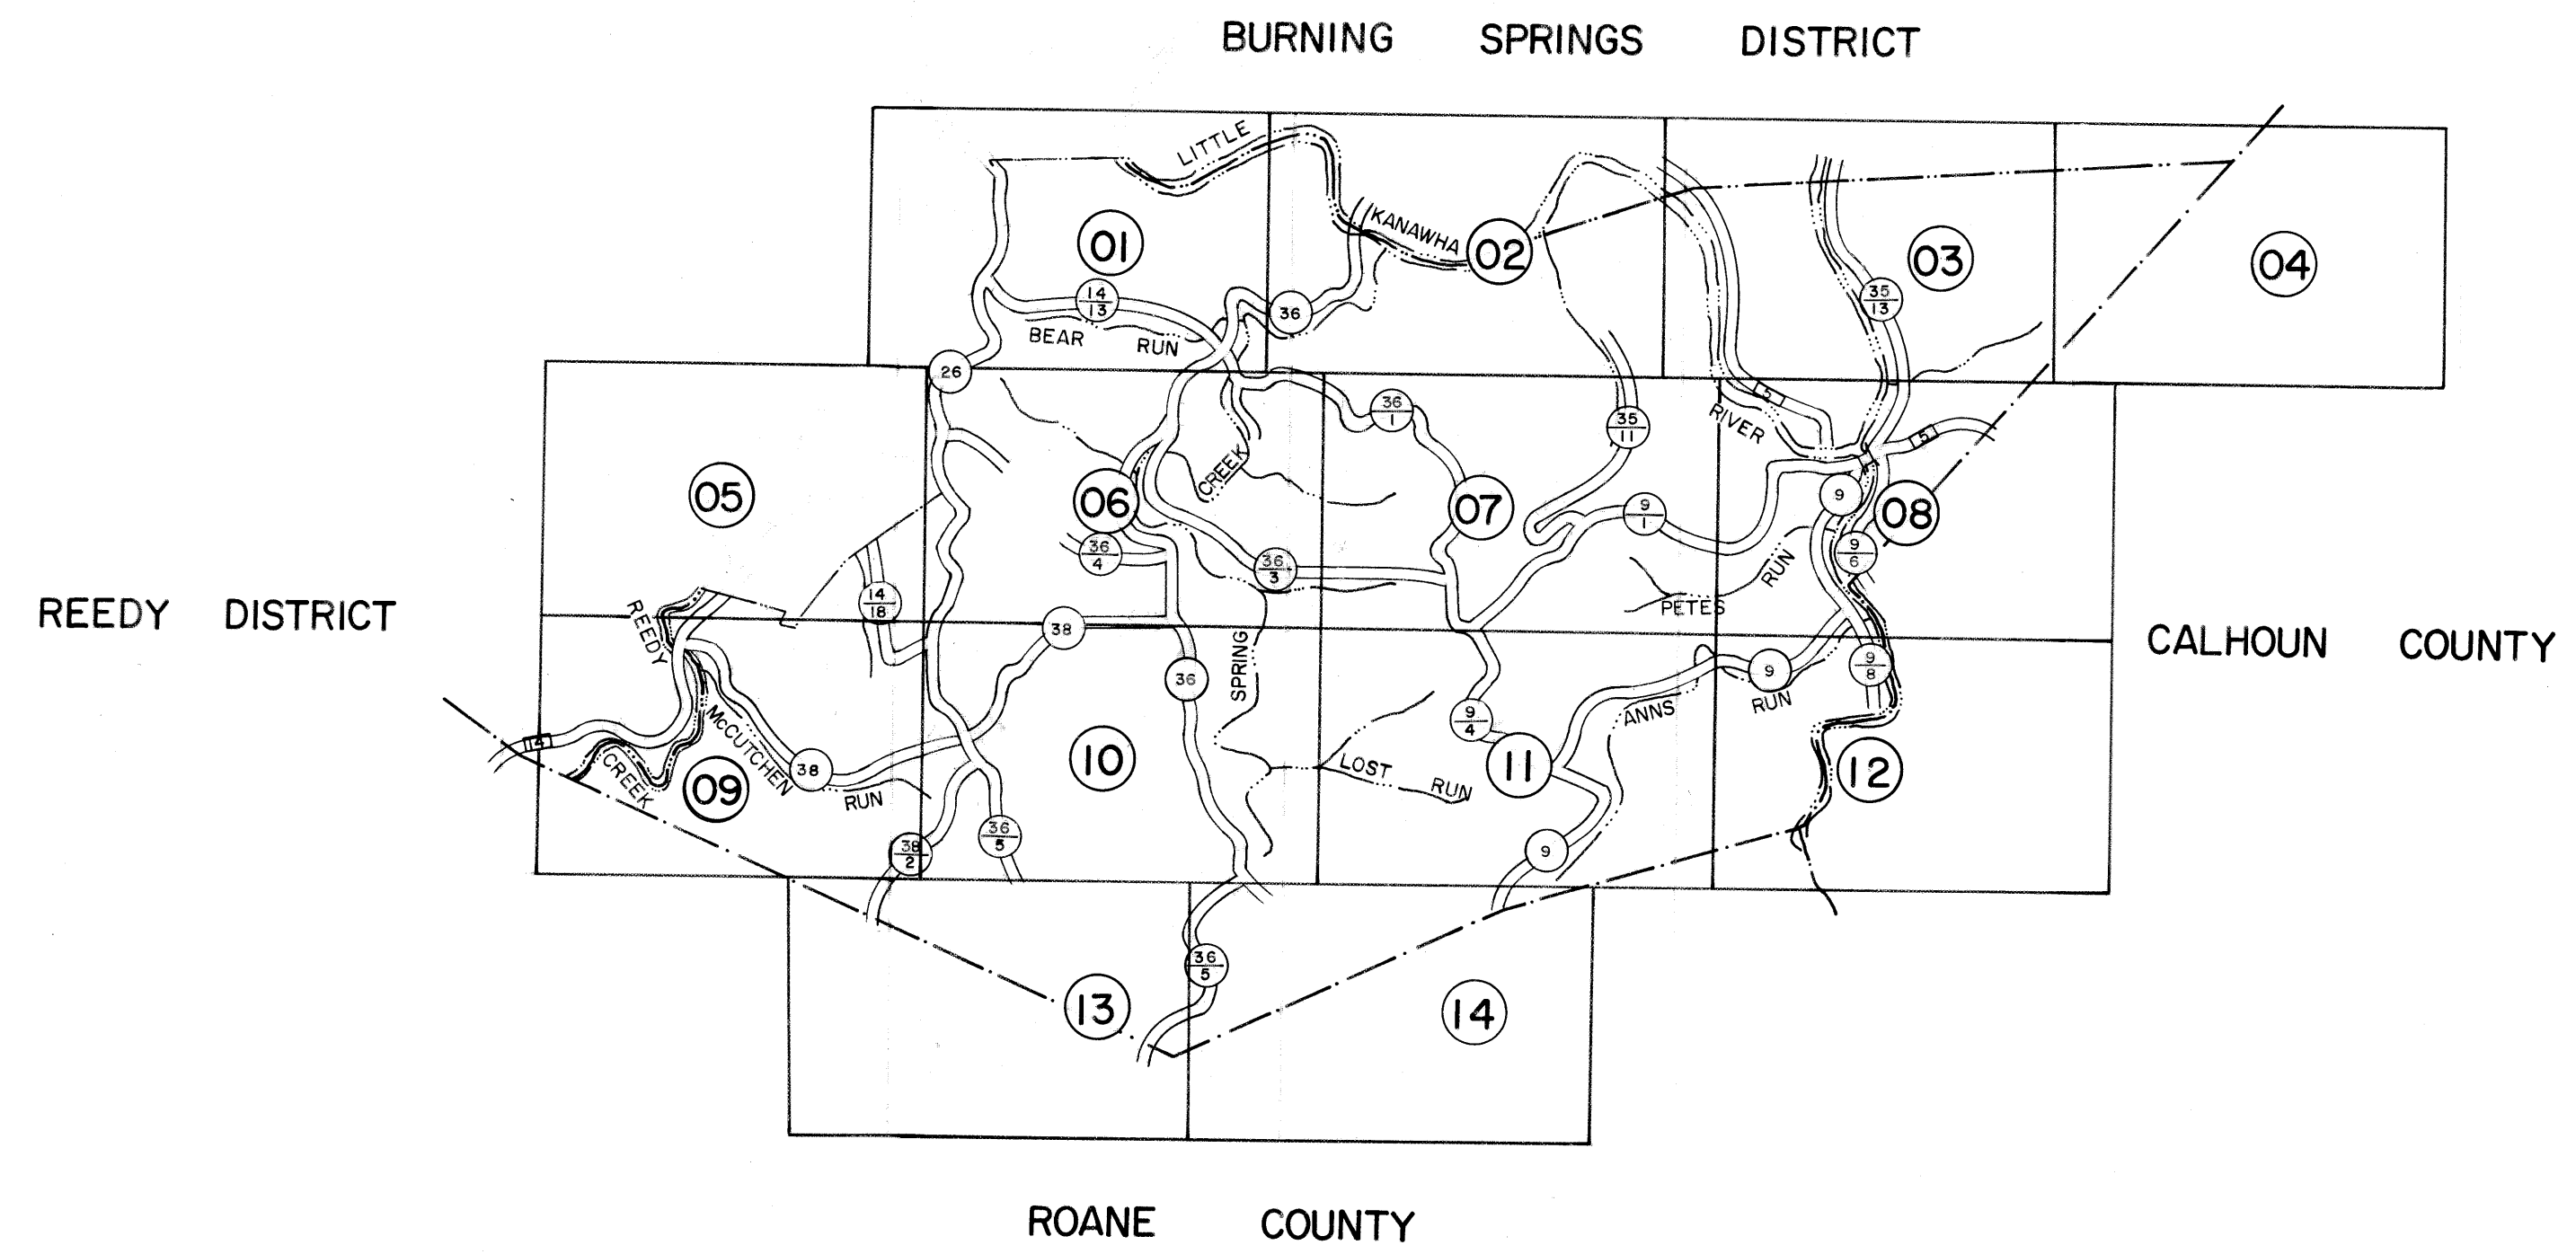 BURNING SPRINGS DISTRICT
LITTLE
KANAWHA
01
02
03
04
14
13
36
35
13
BEAR RUN
26
5
36
1
35
11
RIVER
5
05
06
CREEK
07
9
1
9
08
36
4
36
3
9
6
RUN
14
18
PETES
REEDY DISTRICT
REEDY
38
SPRING
CALHOUN COUNTY
36
9
9
8
McCUTCHEN
9
4
ANNS
RUN
14
CREEK
09
38
RUN
10
LOST RUN
11
12
38
2
36
5
9
36
5
13
14
ROANE COUNTY